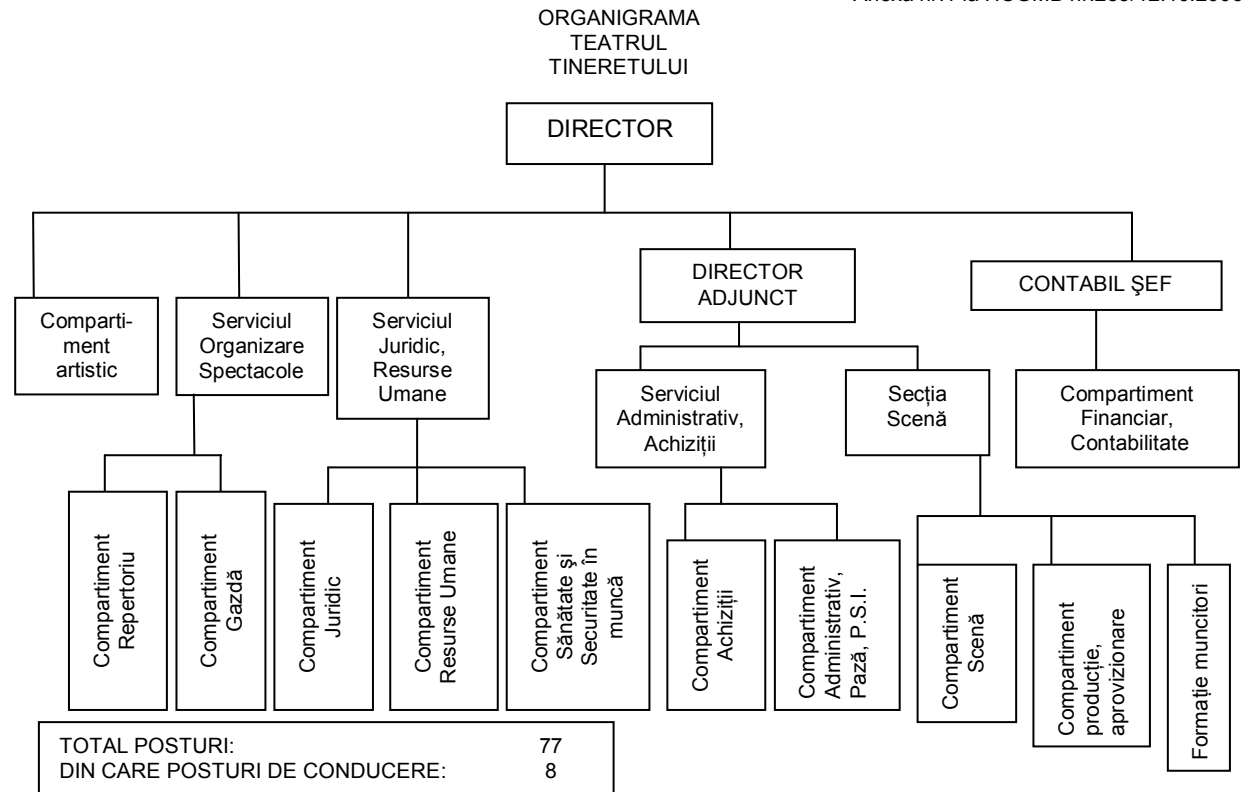 ORGANIGRAMA
TEATRUL
TINERETULUI
DIRECTOR
DIRECTOR
ADJUNCT
CONTABIL ŞEF
Comparti-
ment
artistic
Serviciul
Organizare
Spectacole
Serviciul
Juridic,
Resurse
Umane
Serviciul
Administrativ,
Achiziții
Secția
Scenă
Compartiment
Financiar,
Contabilitate
Compartiment
Repertoriu
Compartiment
Gazdă
Compartiment
Juridic
Compartiment
Resurse Umane
Compartiment
Sănătate şi
Securitate în
muncă
Compartiment
Achiziții
Compartiment
Administrativ,
Pază, P.S.I.
Compartiment
Scenă
Compartiment
producție,
aprovizionare
Formație muncitori
TOTAL POSTURI: 77
DIN CARE POSTURI DE CONDUCERE: 8